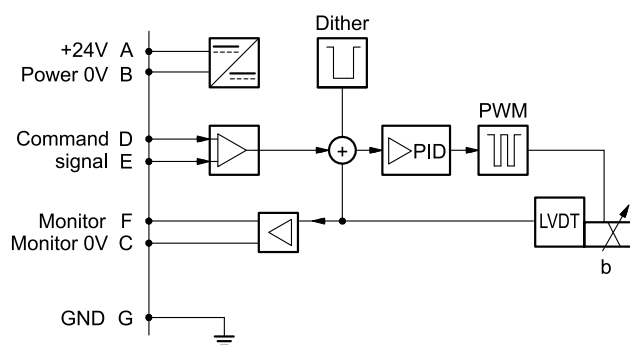 Dither
+24V A
Power 0V B
PWM
Command D
signal E
+
PID
Monitor F
Monitor 0V C
LVDT
b
GND G